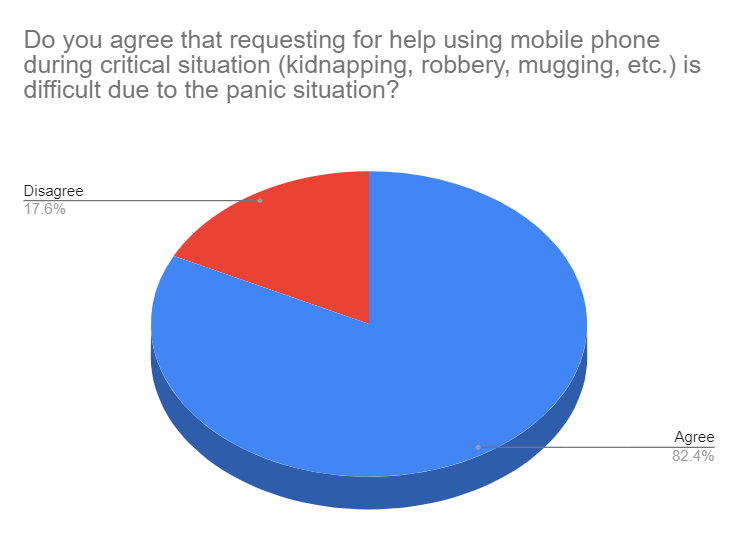 Do you agree that requesting for help using mobile phone
during critical situation (kidnapping, robbery, mugging, etc.) is
difficult due to the panic situation?
Disagree
17.6%
Agree
82.4%